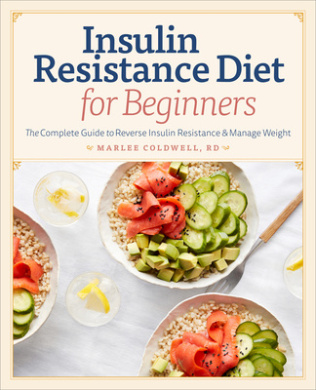 Insulin
Resistance Diet
for Beginners
The Complete Guide to Reverse Insulin Resistance & Manage Weight
MARLEE COLDWELL, RD